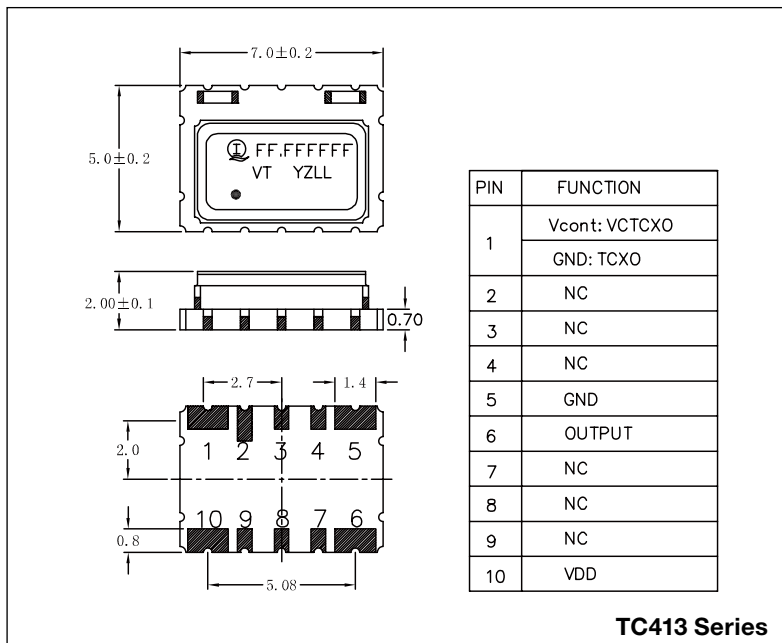 7.0±0.2
5.0±0.2
I FF.FFFFFF
VT YZLL
2.00±0.1
0.70
2.7
1.4
2.0
1 2 3 4 5
10 9 8 7 6
0.8
5.08
PIN FUNCTION
1 Vcont: VCTCXO
GND: TCXO
2 NC
3 NC
4 NC
5 GND
6 OUTPUT
7 NC
8 NC
9 NC
10 VDD
TC413 Series